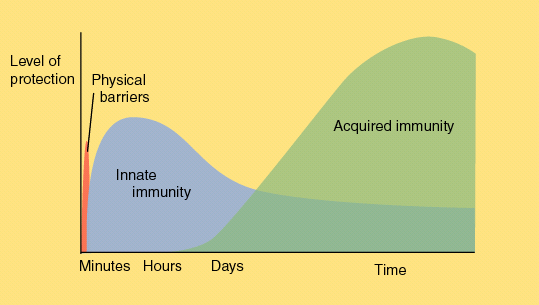 Level of
protection
Physical
barriers
Acquired immunity
Innate
immunity
Minutes Hours Days Time